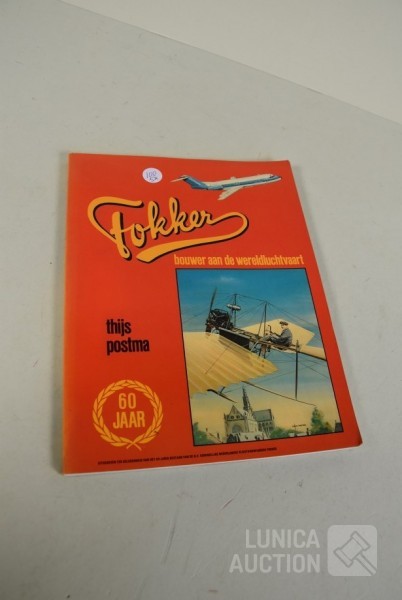 Fokker
bouwer aan de wereldluchtvaart
thijs
postma
60
JAAR
LUNICA
AUCTION